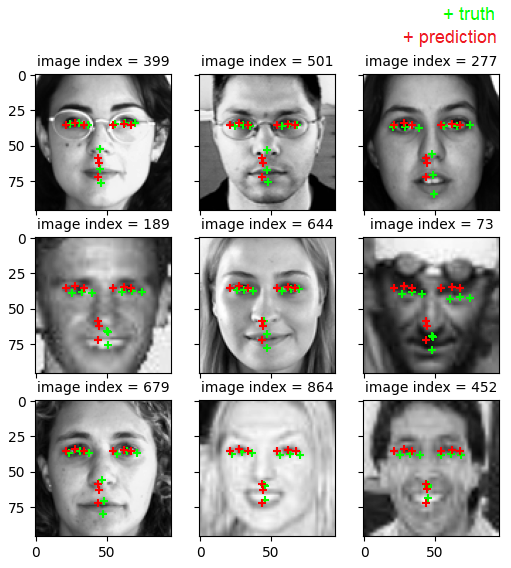 + truth
+ prediction
image index = 399
image index = 501
image index = 277
0
25
50
75
image index = 189
image index = 644
image index = 73
0
25
50
75
image index = 679
image index = 864
image index = 452
0
25
50
75
0
50
0
50
0
50